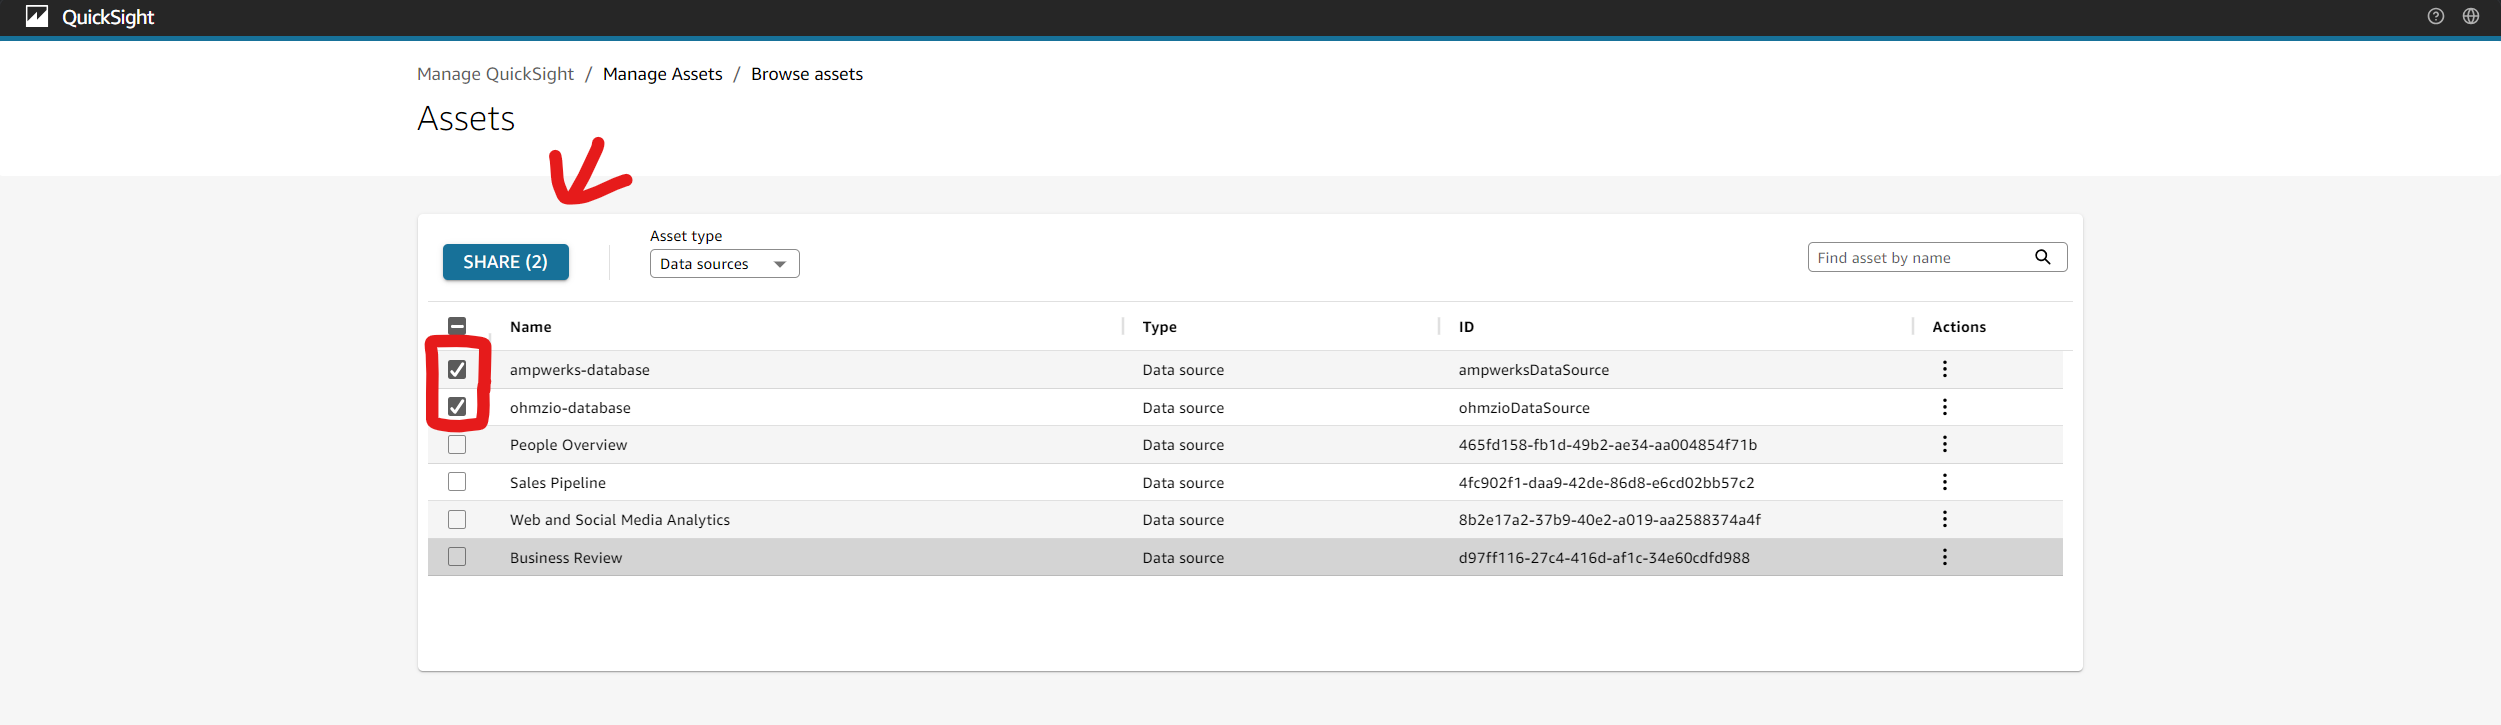 QuickSight
Manage QuickSight / Manage Assets / Browse assets
Assets
SHARE (2)
Asset type
Data sources
Find asset by name
Name Type ID Actions
ampwerks-database Data source ampwerksDataSource
ohmzio-database Data source ohmzioDataSource
People Overview Data source 465fd158-fb1d-49b2-ae34-aa004854f71b
Sales Pipeline Data source 4fc902f1-daa9-42de-86d8-e6cd02bb57c2
Web and Social Media Analytics Data source 8b2e17a2-37b9-40e2-a019-aa2588374a4f
Business Review Data source d97ff116-27c4-416d-af1c-34e60cdfd988